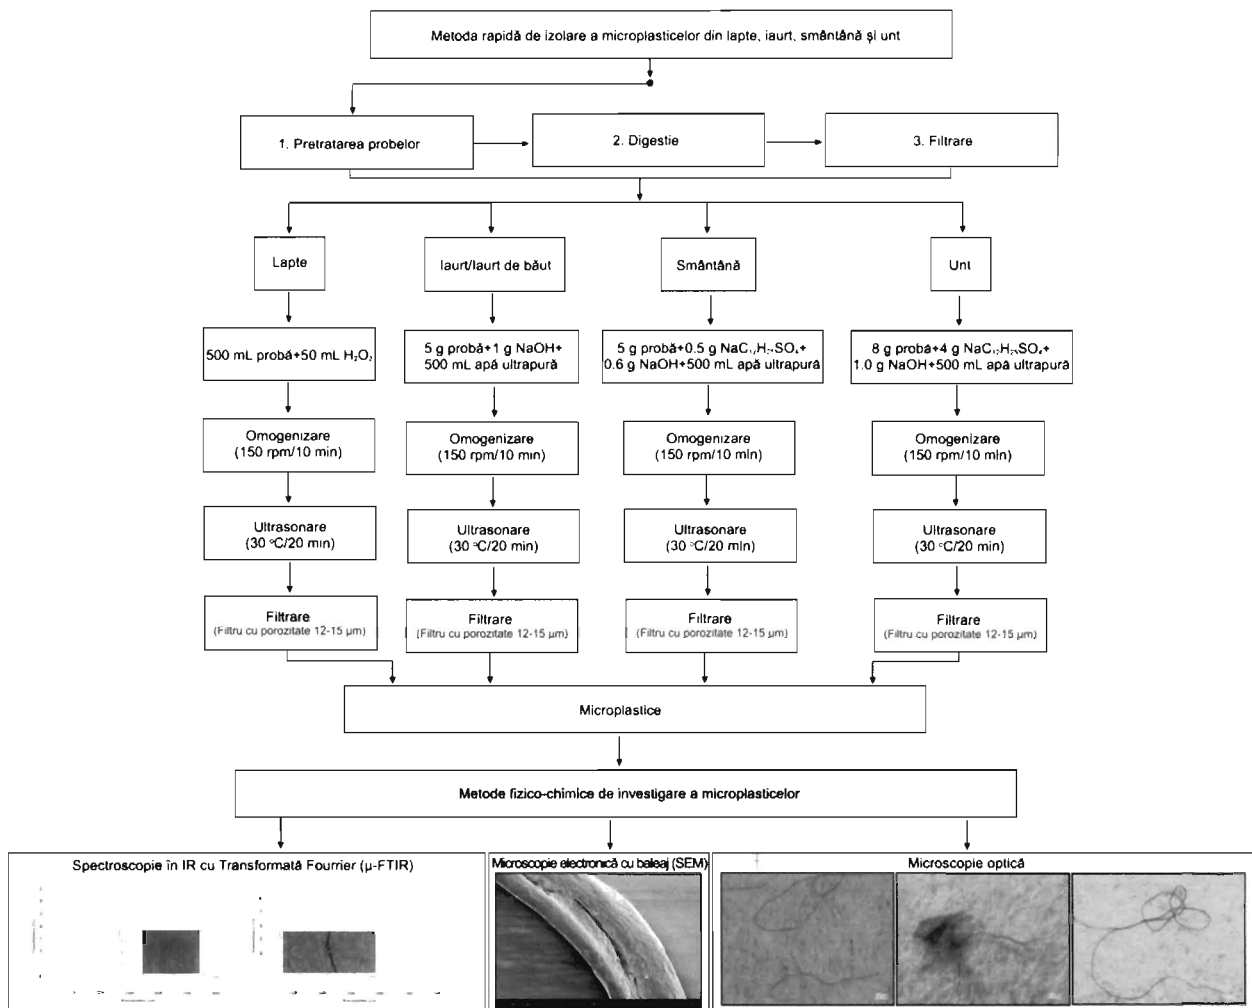 Metoda rapidă de izolare a microplasticelor din lapte, iaurt, smântână și unt
1. Pretratarea probelor
2. Digestie
3. Filtrare
Lapte
Iaurt/Iaurt de băut
Smântână
Unt
500 mL probă+50 mL H₂O₂
5 g probă+1 g NaOH+
500 mL apă ultrapură
5 g probă+0.5 g NaC₁₂H₂₅SO₄+
0.6 g NaOH+500 mL apă ultrapură
8 g probă+4 g NaC₁₂H₂₅SO₄+
1.0 g NaOH+500 mL apă ultrapură
Omogenizare
(150 rpm/10 min)
Omogenizare
(150 rpm/10 min)
Omogenizare
(150 rpm/10 min)
Omogenizare
(150 rpm/10 min)
Ultrasonare
(30 °C/20 min)
Ultrasonare
(30 °C/20 min)
Ultrasonare
(30 °C/20 min)
Ultrasonare
(30 °C/20 min)
Filtrare
(Filtru cu porozitate 12-15 µm)
Filtrare
(Filtru cu porozitate 12-15 µm)
Filtrare
(Filtru cu porozitate 12-15 µm)
Filtrare
(Filtru cu porozitate 12-15 µm)
Microplastice
Metode fizico-chimice de investigare a microplasticelor
Spectroscopie în IR cu Transformată Fourrier (µ-FTIR)
Microscopie electronică cu baleaj (SEM)
Microscopie optică